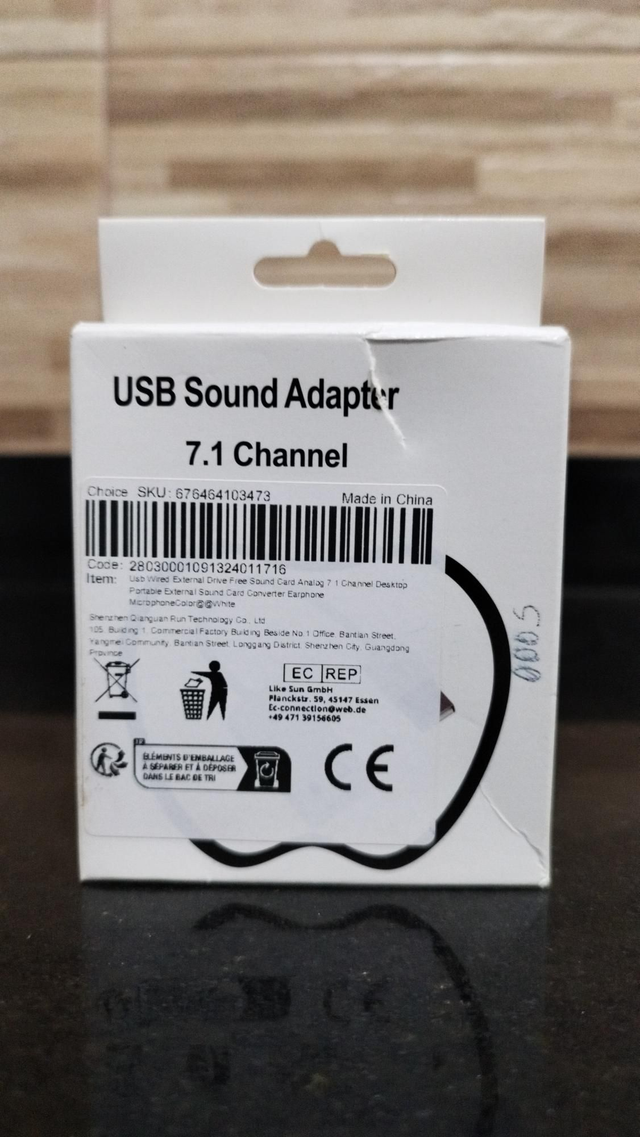 USB Sound Adapter
7.1 Channel
Choice SKU: 676464103473 Made in China
Code: 28030001091324011716
Item: Usb Wired External Drive Free Sound Card Analog 7 1 Channel Desktop
Portable External Sound Card Converter Earphone
MicrophoneColor@@White
Shenzhen Qianguan Run Technology Co., Ltd
105, Building 1, Commercial Factory Building Beside No.1 Office, Bantian Street,
Yangmei Community, Bantian Street, Longgang District, Shenzhen City, Guangdong
Province
EC REP
Like Sun GmbH
Planckstr. 59, 45147 Essen
Ec-connection@web.de
+49 471 39156605
ÉLÉMENTS D'EMBALLAGE
À SÉPARER ET À DÉPOSER
DANS LE BAC DE TRI
CE